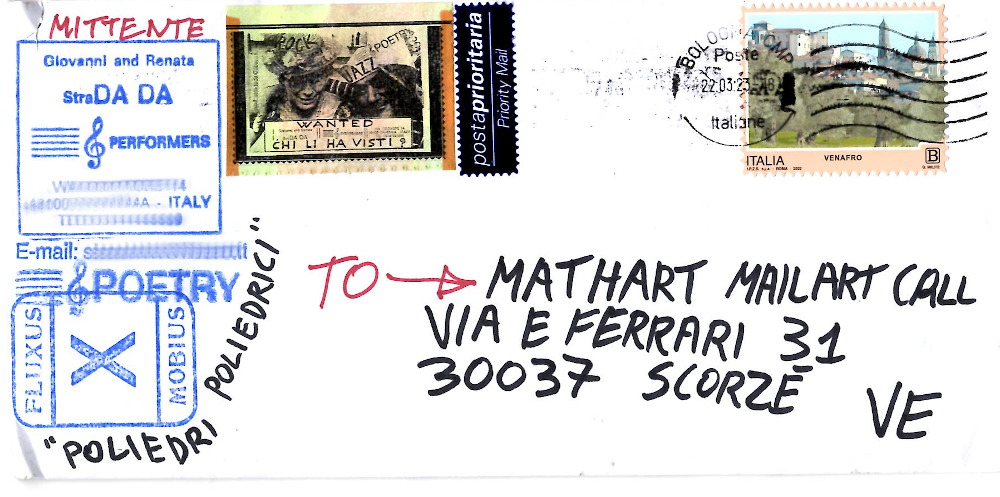 MITTENTE
Giovanni and Renata
StraDA DA
PERFORMERS
- ITALY
E-mail:
POETRY
FLUXUS
X
MOBIUS
"POLIEDRI POLIEDRICI"
ROCK
POETRY
JAZZ
WANTED
CHI LI HA VISTI?
postaprioritaria
Priority Mail
BOLOGNA
Poste
22.03.23
Italiane
ITALIA
VENAFRO
B
TO → MATHART MAILART CALL
VIA E FERRARI 31
30037 SCORZÈ
VE